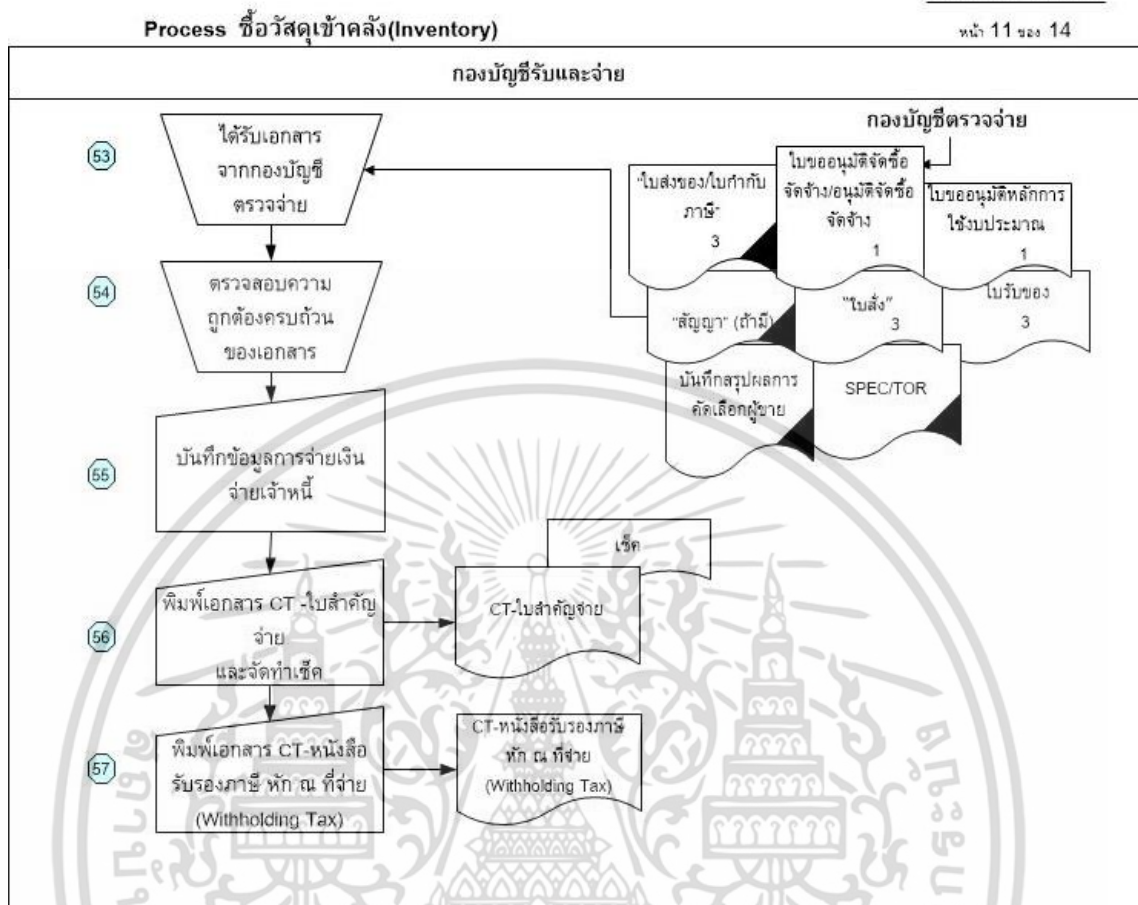 Process ซื้อวัสดุเข้าคลัง(Inventory)
หน้า 11 ของ 14
กองบัญชีรับและจ่าย
53
ได้รับเอกสาร
จากกองบัญชี
ตรวจจ่าย
กองบัญชีตรวจจ่าย
"ใบส่งของ/ใบกำกับ
ภาษี"
3
ใบขออนุมัติจัดซื้อ
จัดจ้าง/อนุมัติจัดซื้อ
จัดจ้าง
1
ใบขออนุมัติหลักการ
ใช้งบประมาณ
1
"สัญญา" (ถ้ามี)
"ใบสั่ง"
3
ใบรับของ
3
บันทึกสรุปผลการ
คัดเลือกผู้ขาย
SPEC/TOR
54
ตรวจสอบความ
ถูกต้องครบถ้วน
ของเอกสาร
55
บันทึกข้อมูลการจ่ายเงิน
จ่ายเจ้าหนี้
56
พิมพ์เอกสาร CT -ใบสำคัญ
จ่าย
และจัดทำเช็ค
เช็ค
CT-ใบสำคัญจ่าย
57
พิมพ์เอกสาร CT-หนังสือ
รับรองภาษี หัก ณ ที่จ่าย
(Withholding Tax)
CT-หนังสือรับรองภาษี
หัก ณ ที่จ่าย
(Withholding Tax)